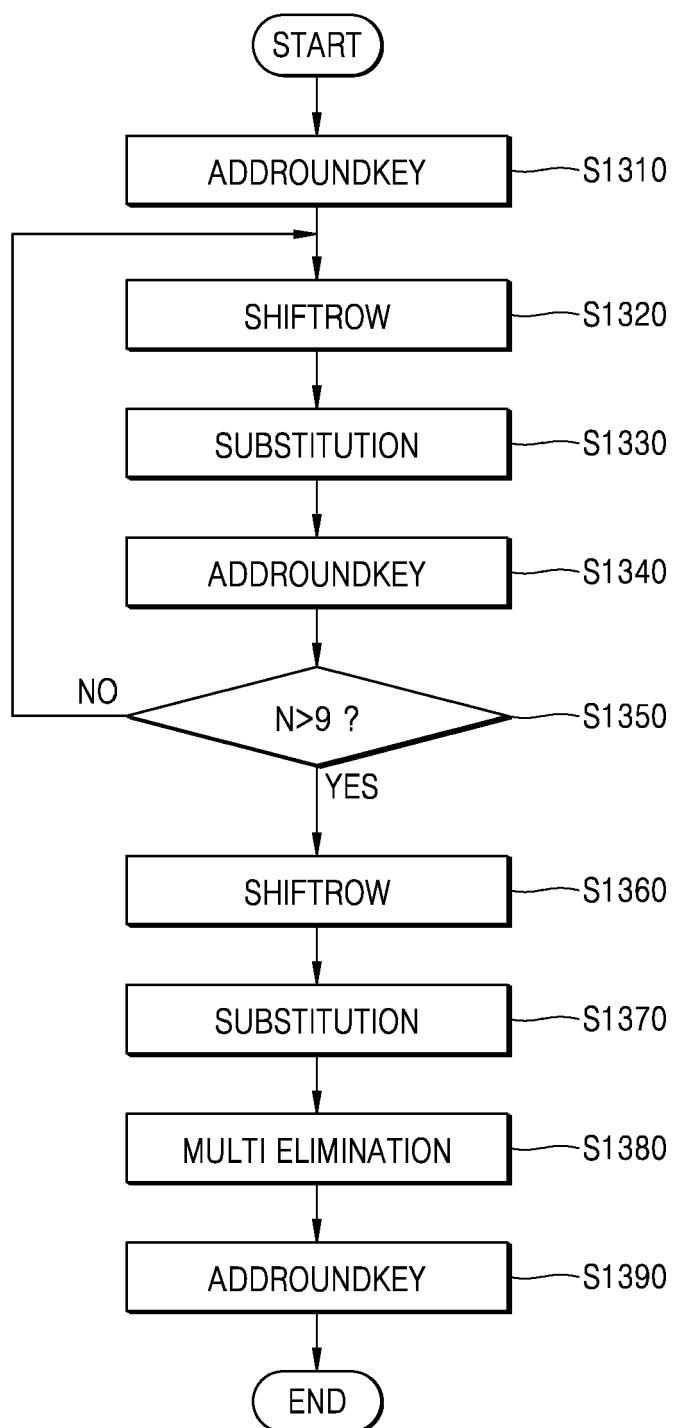 START
ADDROUNDKEY S1310
SHIFTROW S1320
SUBSTITUTION S1330
ADDROUNDKEY S1340
NO
N>9 ? S1350
YES
SHIFTROW S1360
SUBSTITUTION S1370
MULTI ELIMINATION S1380
ADDROUNDKEY S1390
END